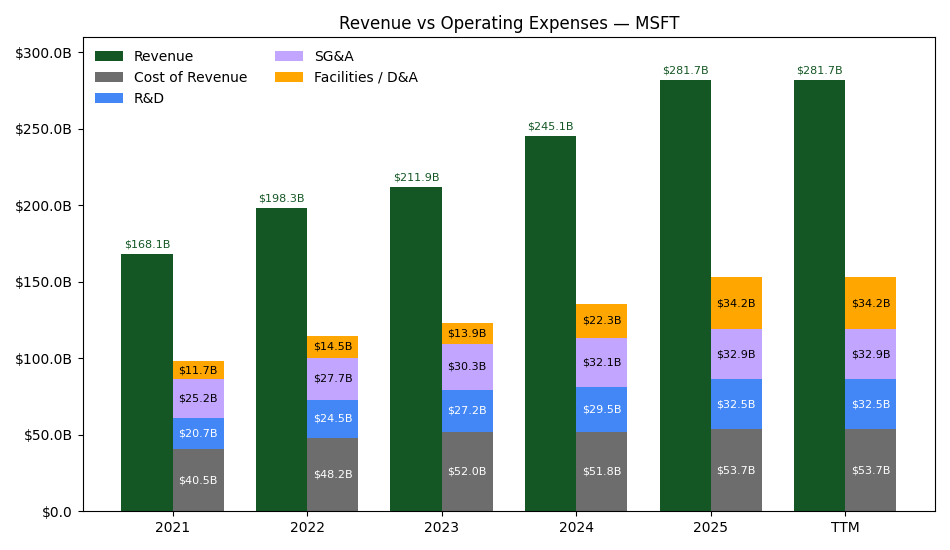 Revenue vs Operating Expenses — MSFT
Revenue
Cost of Revenue
R&D
SG&A
Facilities / D&A
$300.0B
$250.0B
$200.0B
$150.0B
$100.0B
$50.0B
$0.0
$168.1B
$11.7B
$25.2B
$20.7B
$40.5B
$198.3B
$14.5B
$27.7B
$24.5B
$48.2B
$211.9B
$13.9B
$30.3B
$27.2B
$52.0B
$245.1B
$22.3B
$32.1B
$29.5B
$51.8B
$281.7B
$34.2B
$32.9B
$32.5B
$53.7B
$281.7B
$34.2B
$32.9B
$32.5B
$53.7B
2021
2022
2023
2024
2025
TTM